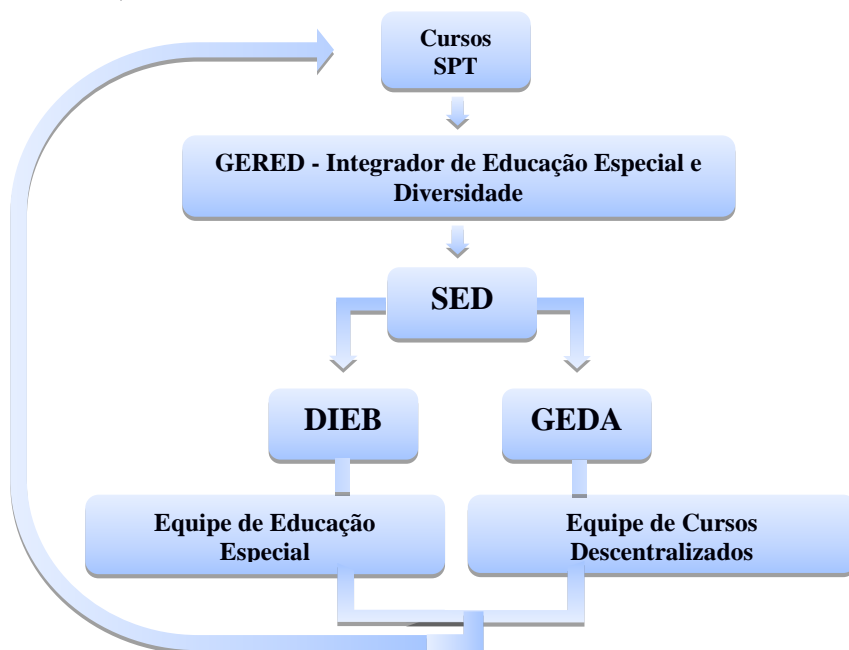 Cursos
SPT
GERED - Integrador de Educação Especial e
Diversidade
SED
DIEB
GEDA
Equipe de Educação
Especial
Equipe de Cursos
Descentralizados